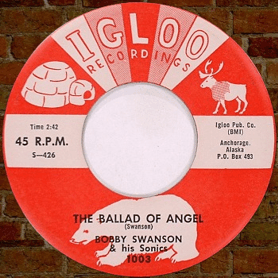 IGLOO
RECORDINGS
Time 2:42
45 R.P.M.
S-426
Igloo Pub. Co.
(BMI)
Anchorage,
Alaska
P.O. Box 493
THE BALLAD OF ANGEL
(Swanson)
BOBBY SWANSON
& his Sonics
1003